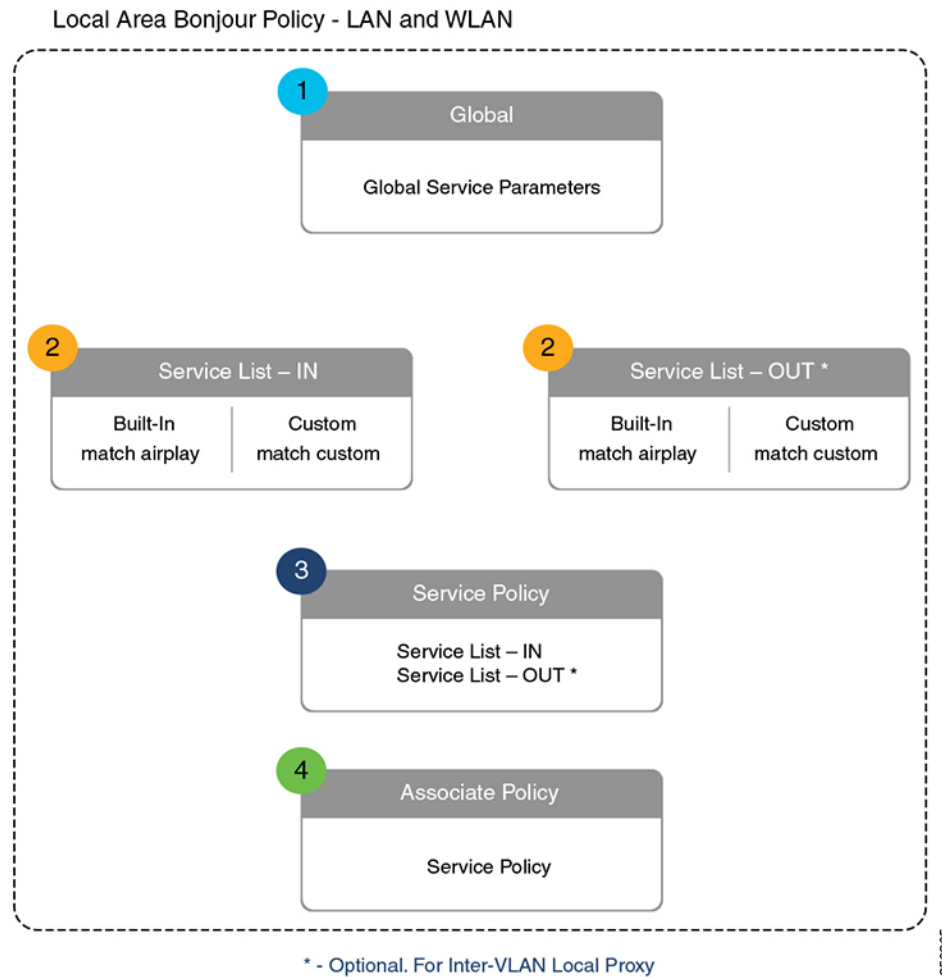 Local Area Bonjour Policy - LAN and WLAN
1
Global
Global Service Parameters
2
Service List – IN
Built-In
match airplay
Custom
match custom
2
Service List – OUT *
Built-In
match airplay
Custom
match custom
3
Service Policy
Service List – IN
Service List – OUT *
4
Associate Policy
Service Policy
* - Optional. For Inter-VLAN Local Proxy